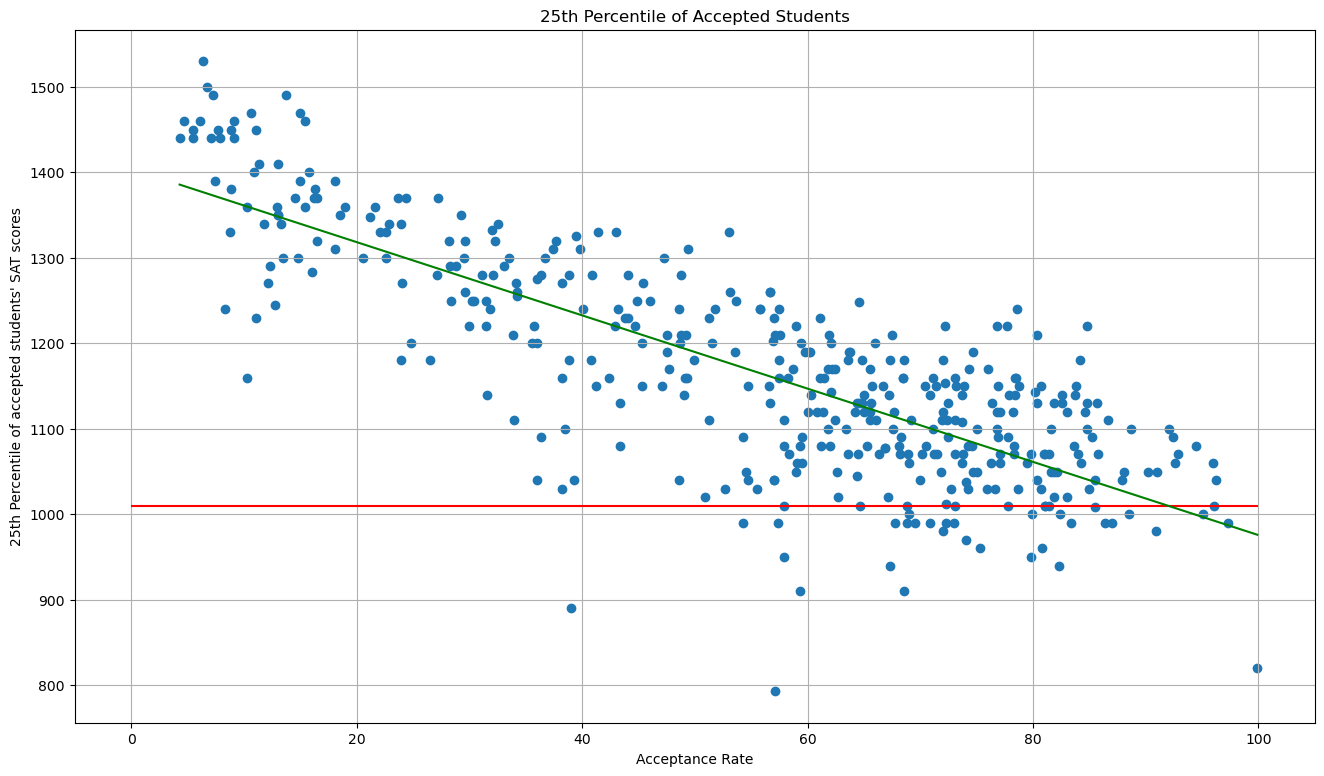 25th Percentile of Accepted Students
25th Percentile of accepted students' SAT scores
1500
1400
1300
1200
1100
1000
900
800
0 20 40 60 80 100
Acceptance Rate